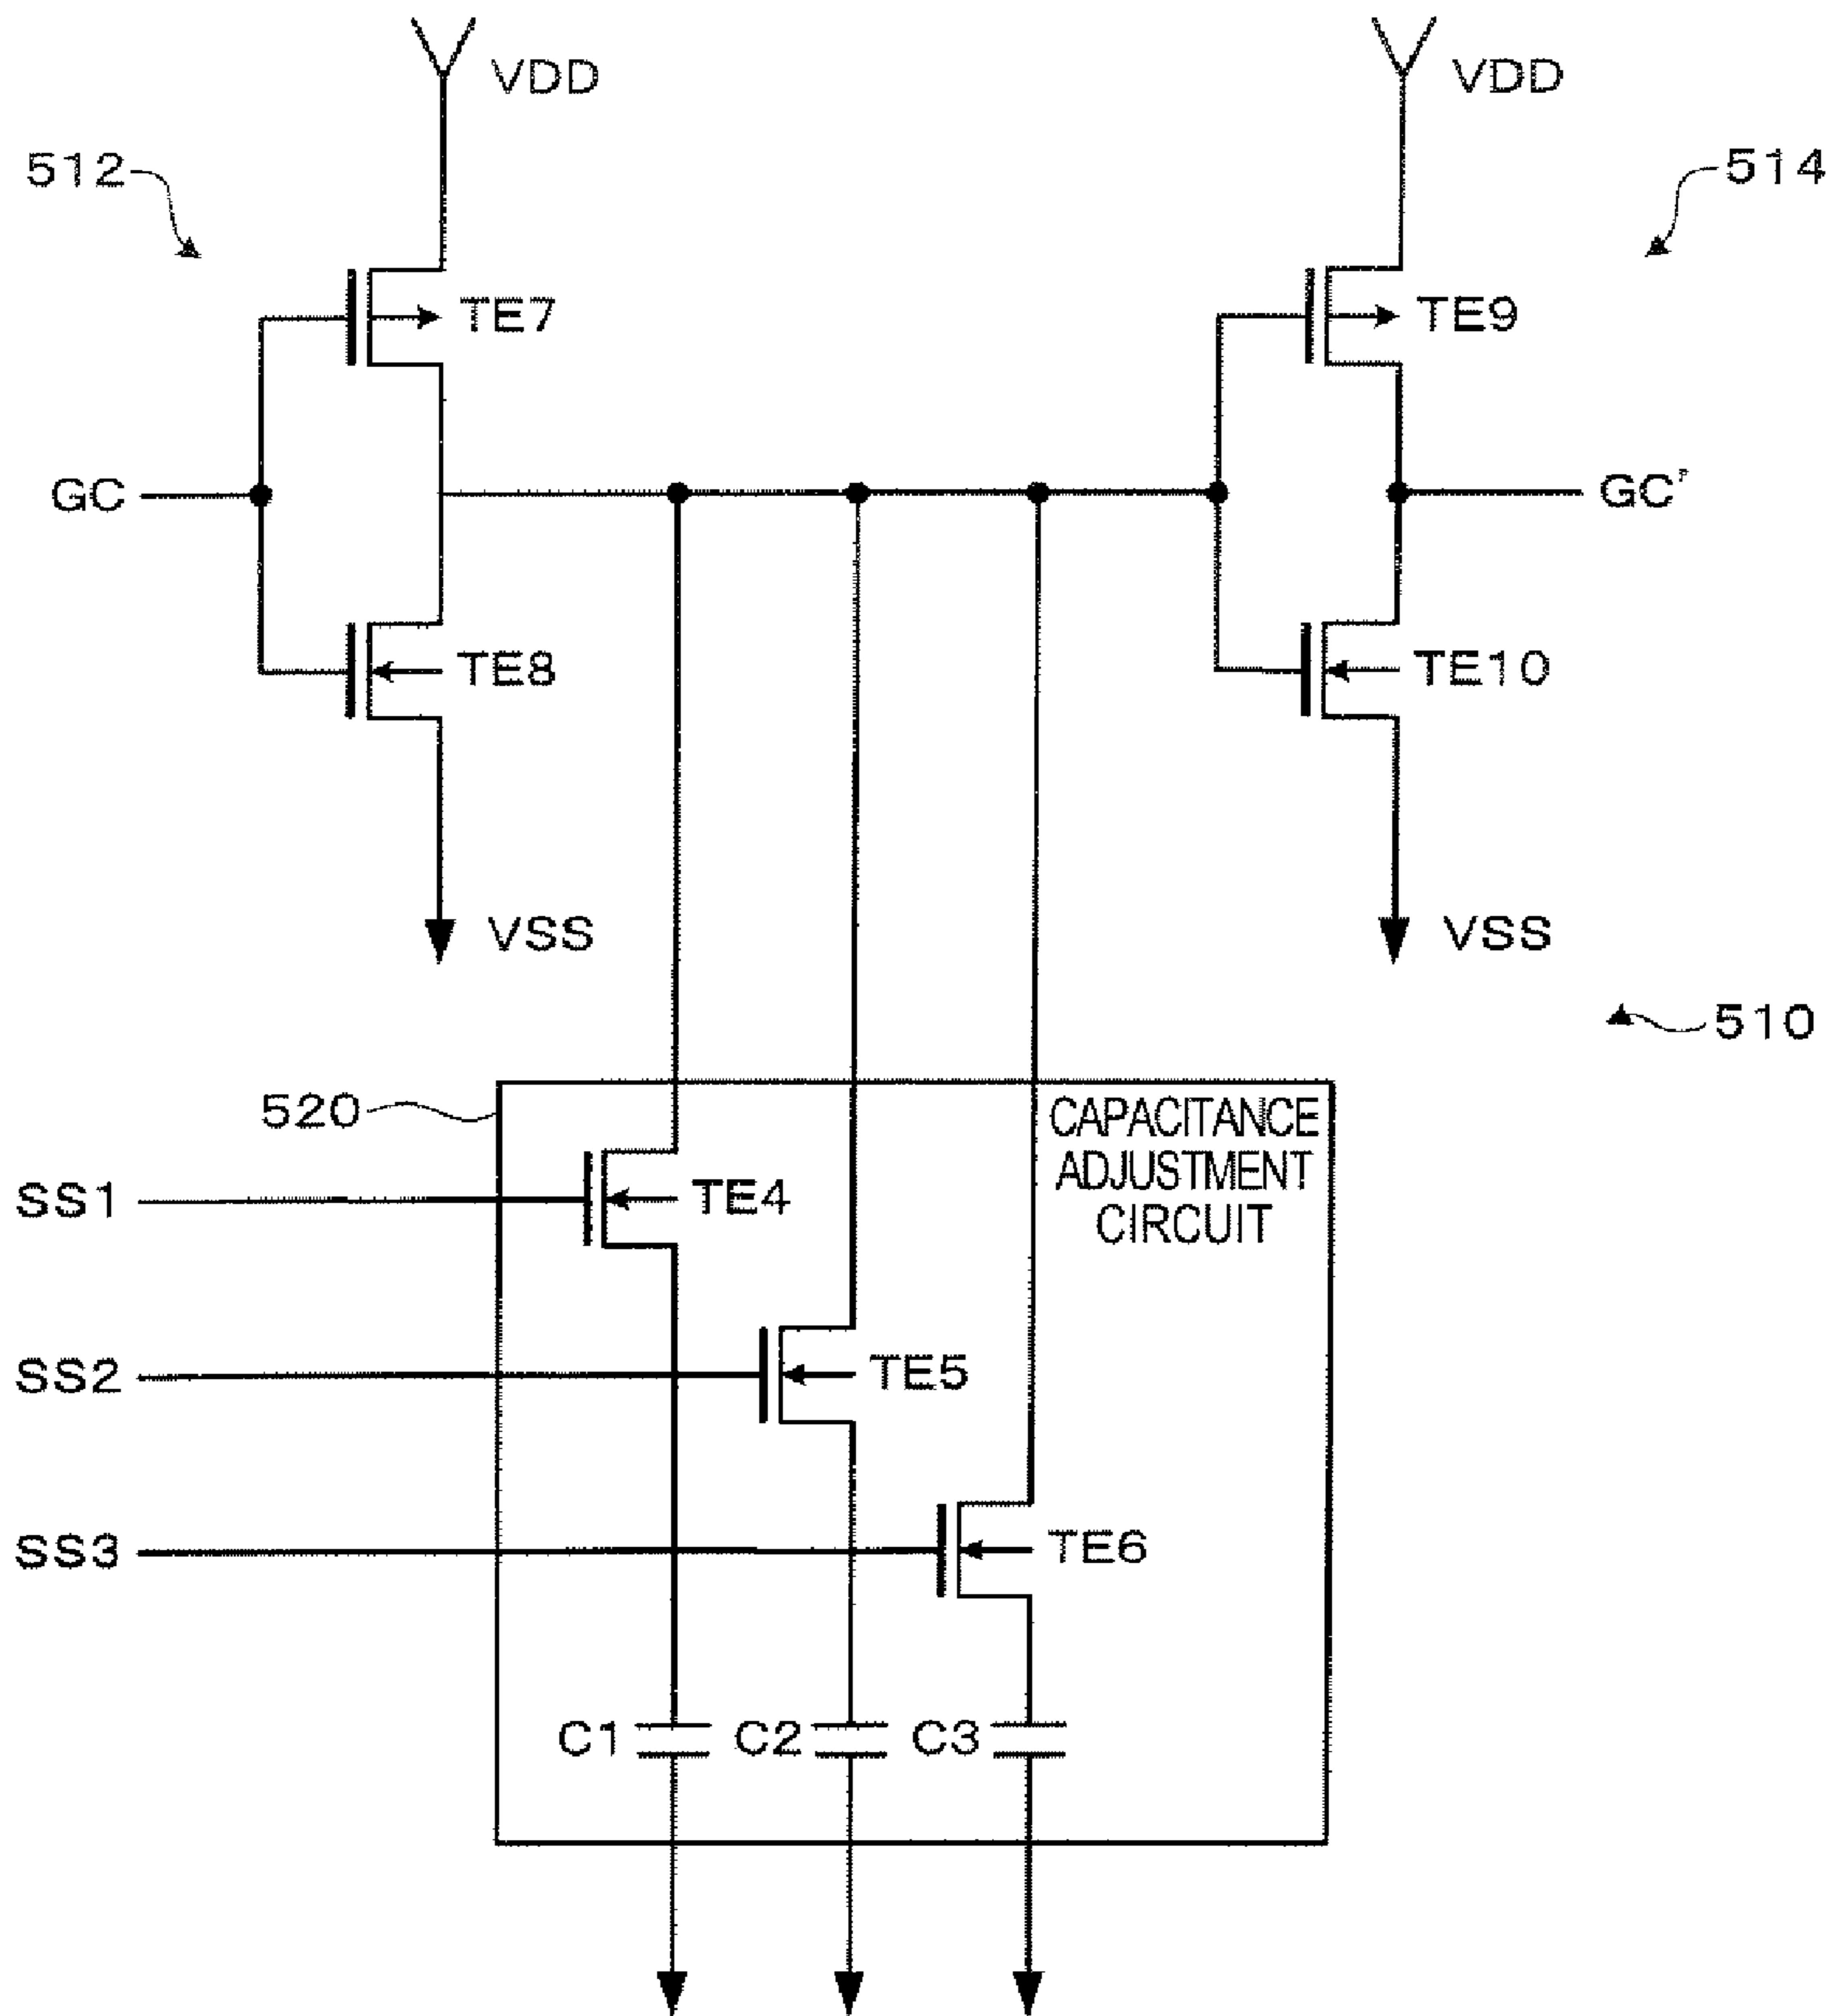 VDD
VDD
512
514
TE7
TE9
GC
GC'
TE8
TE10
VSS
VSS
510
520
CAPACITANCE
ADJUSTMENT
CIRCUIT
SS1
TE4
SS2
TE5
SS3
TE6
C1
C2
C3